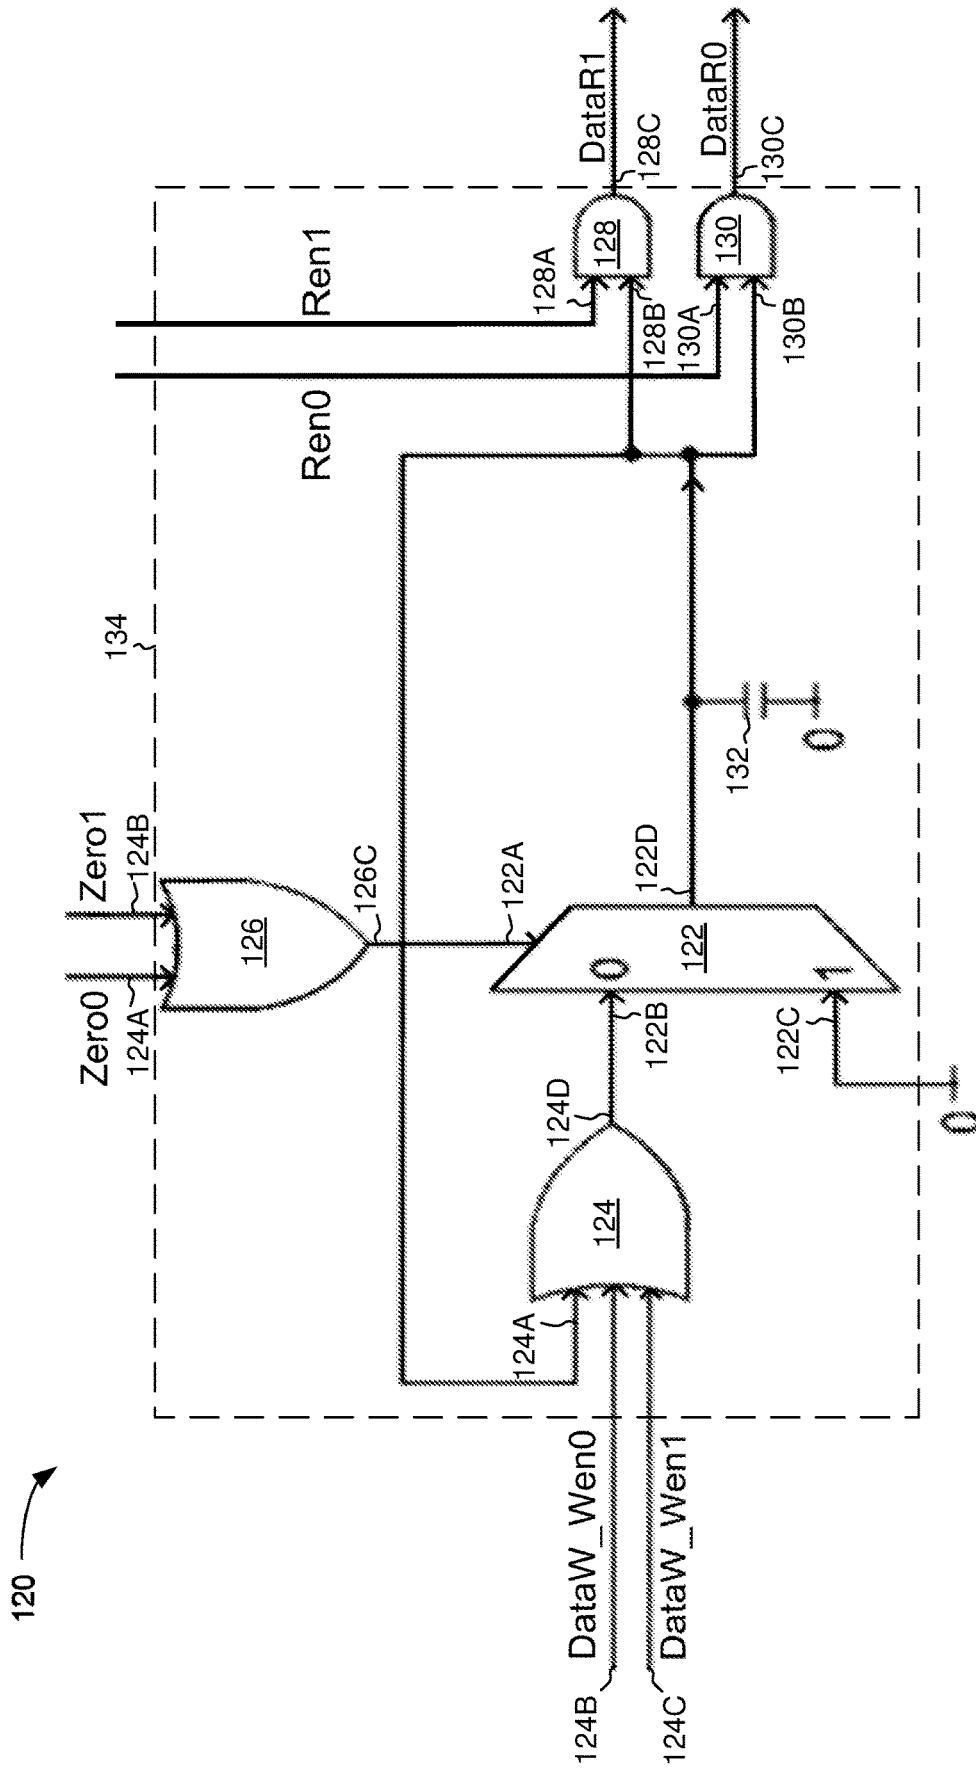 120
134
Zero0
Zero1
124A
124B
126
126C
122A
Ren0
Ren1
128A
128
128B
128C
DataR1
130A
130
130B
130C
DataR0
124A
124
124D
122B
0
122
1
122C
0
122D
132
0
124B
DataW_Wen0
124C
DataW_Wen1